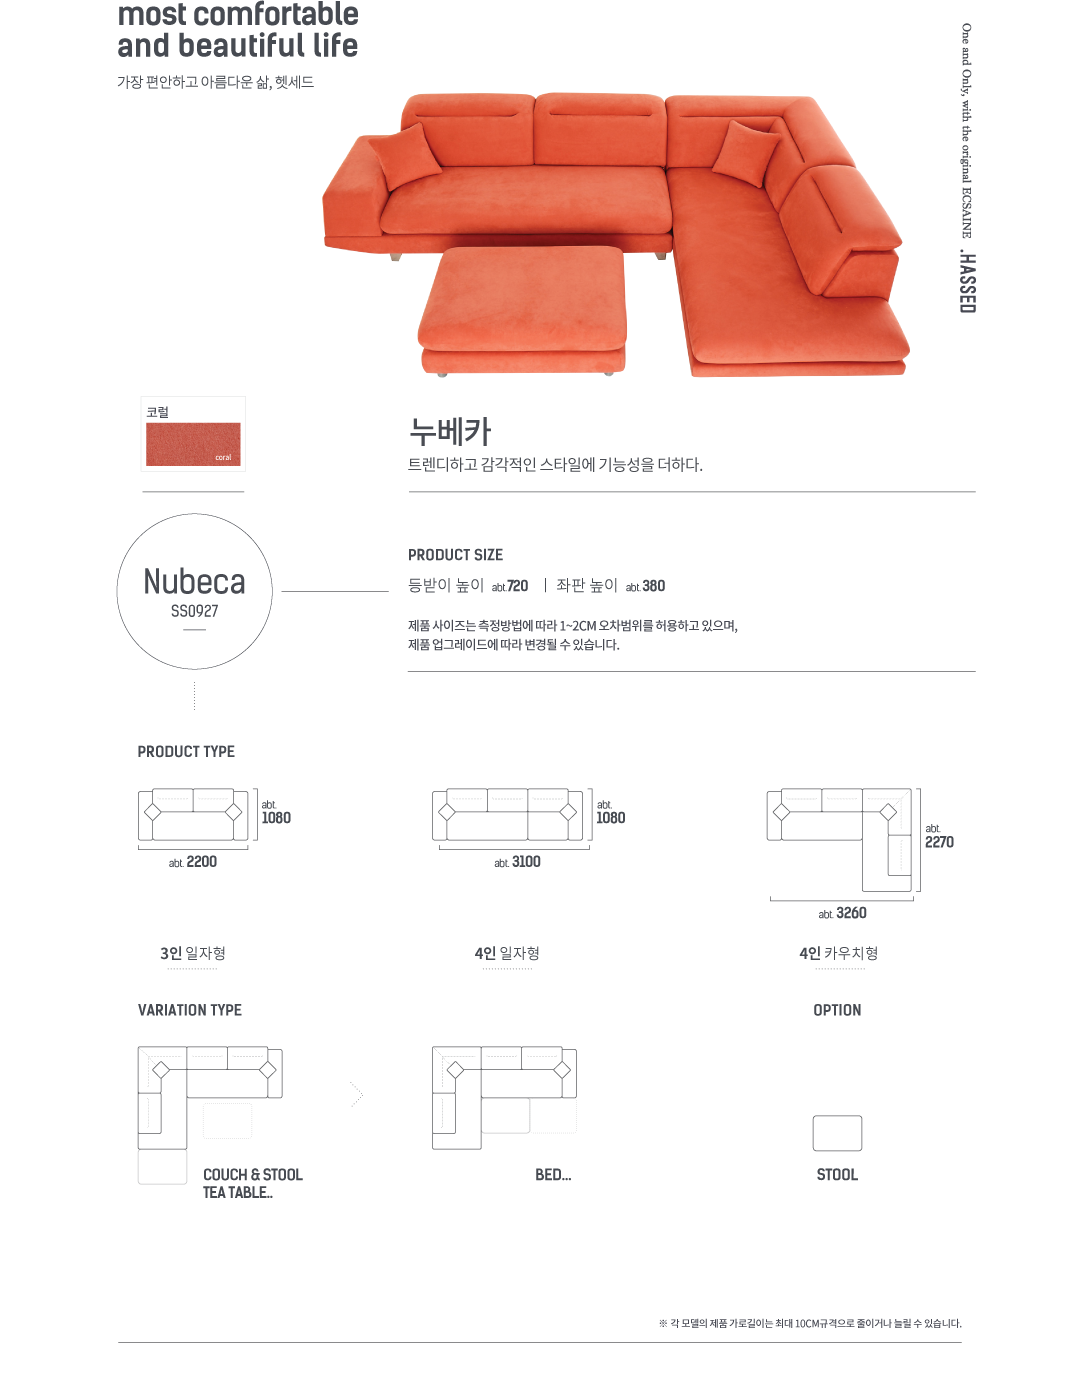 most comfortable
and beautiful life
가장 편안하고 아름다운 삶, 헷세드
One and Only, with the original ECSAINE .HASSED
코럴
coral
누베카
트렌디하고 감각적인 스타일에 기능성을 더하다.
Nubeca
SS0927
PRODUCT SIZE
등받이 높이 abt.720 | 좌판 높이 abt.380
제품 사이즈는 측정방법에 따라 1~2CM 오차범위를 허용하고 있으며,
제품 업그레이드에 따라 변경될 수 있습니다.
PRODUCT TYPE
abt.
1080
abt. 2200
3인 일자형
abt.
1080
abt. 3100
4인 일자형
abt.
2270
abt. 3260
4인 카우치형
VARIATION TYPE
OPTION
COUCH & STOOL
TEA TABLE..
BED...
STOOL
※ 각 모델의 제품 가로길이는 최대 10CM규격으로 줄이거나 늘릴 수 있습니다.